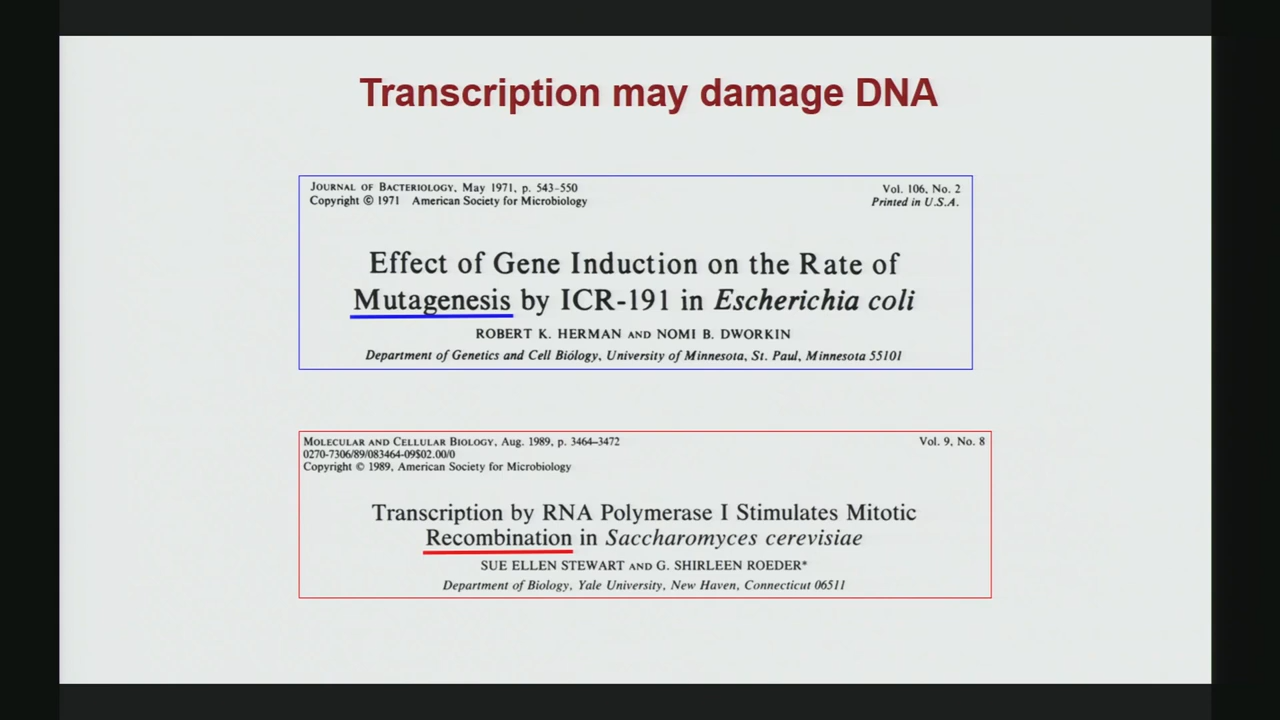 Transcription may damage DNA
JOURNAL OF BACTERIOLOGY, May 1971, p. 543-550
Vol. 106, No. 2
Copyright © 1971 American Society for Microbiology
Printed in U.S.A.
Effect of Gene Induction on the Rate of
Mutagenesis by ICR-191 in Escherichia coli
ROBERT K. HERMAN AND NOMI B. DWORKIN
Department of Genetics and Cell Biology, University of Minnesota, St. Paul, Minnesota 55101
MOLECULAR AND CELLULAR BIOLOGY, Aug. 1989, p. 3464-3472
Vol. 9, No. 8
0270-7306/89/083464-09$02.00/0
Copyright © 1989, American Society for Microbiology
Transcription by RNA Polymerase I Stimulates Mitotic
Recombination in Saccharomyces cerevisiae
SUE ELLEN STEWART AND G. SHIRLEEN ROEDER*
Department of Biology, Yale University, New Haven, Connecticut 06511